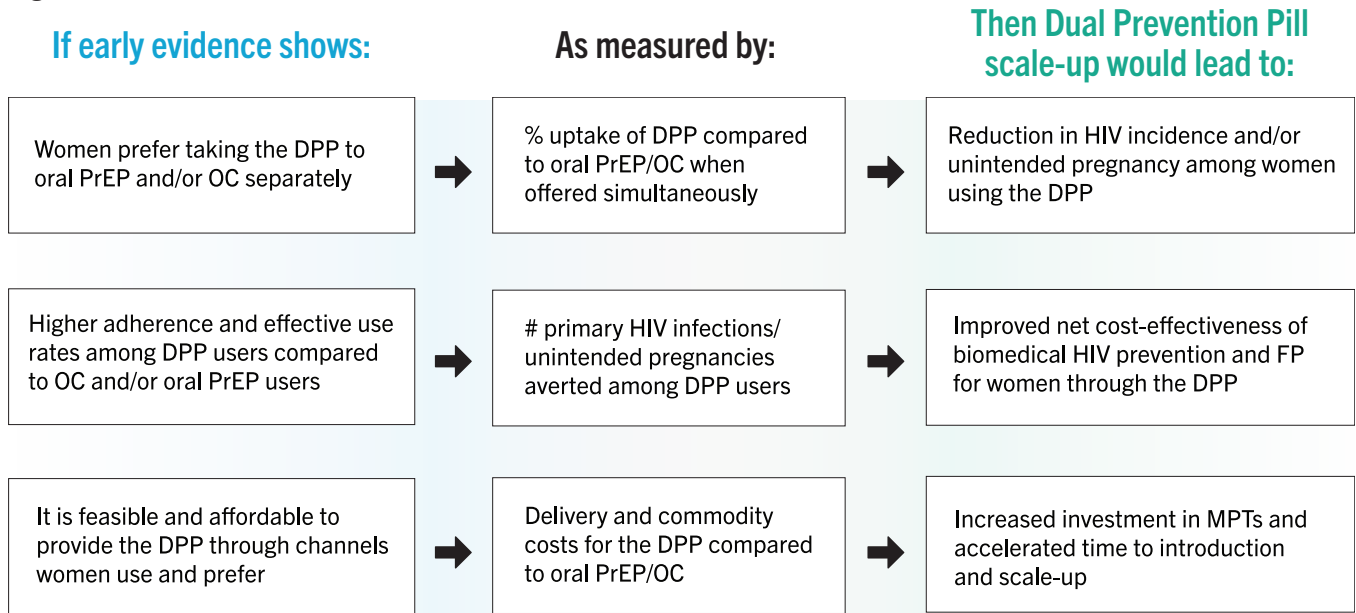 If early evidence shows:
As measured by:
Then Dual Prevention Pill
scale-up would lead to:
Women prefer taking the DPP to
oral PrEP and/or OC separately
% uptake of DPP compared
to oral PrEP/OC when
offered simultaneously
Reduction in HIV incidence and/or
unintended pregnancy among women
using the DPP
Higher adherence and effective use
rates among DPP users compared
to OC and/or oral PrEP users
# primary HIV infections/
unintended pregnancies
averted among DPP users
Improved net cost-effectiveness of
biomedical HIV prevention and FP
for women through the DPP
It is feasible and affordable to
provide the DPP through channels
women use and prefer
Delivery and commodity
costs for the DPP compared
to oral PrEP/OC
Increased investment in MPTs and
accelerated time to introduction
and scale-up